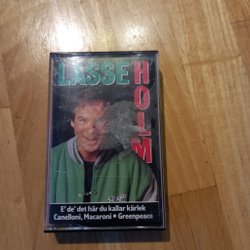 LASSE
HOLM
E' de' det här du kallar kärlek
Canelloni, Macaroni • Greenpeace